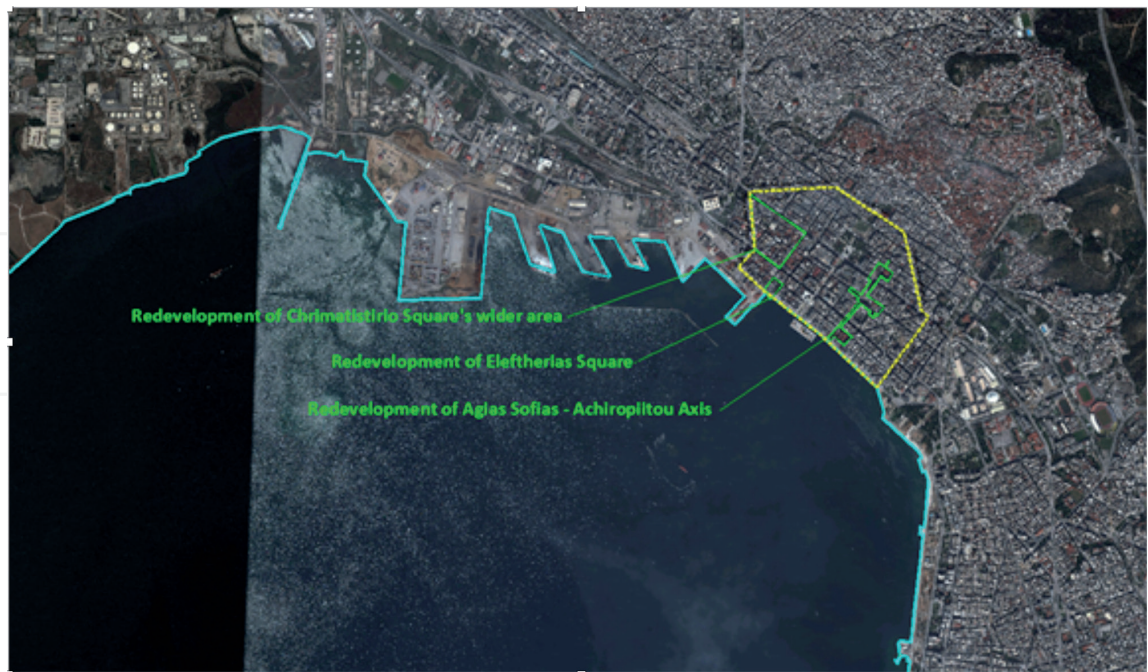 Redevelopment of Chrimatistirio Square's wider area
Redevelopment of Eleftherias Square
Redevelopment of Agias Sofias - Achiropiitou Axis